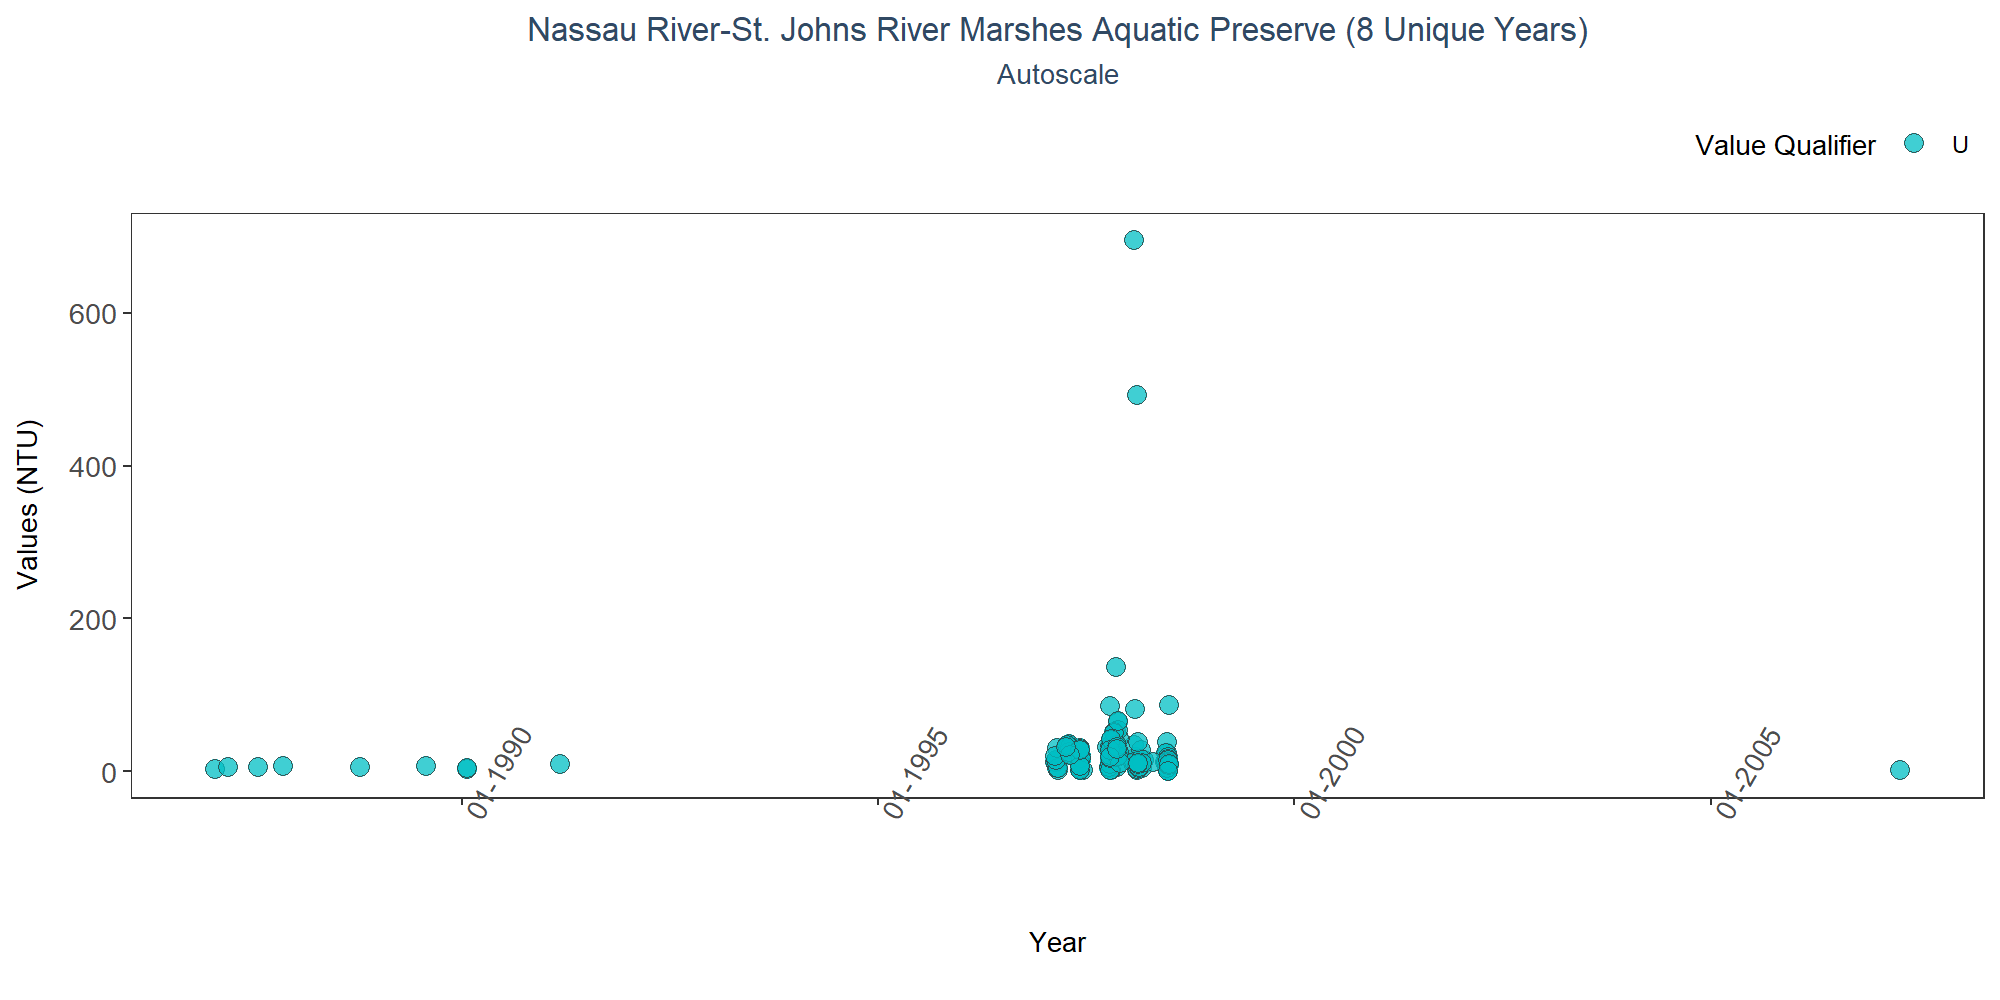 Nassau River-St. Johns River Marshes Aquatic Preserve (8 Unique Years)
Autoscale
Value Qualifier U
Values (NTU)
600
400
200
0
01-1990
01-1995
01-2000
01-2005
Year